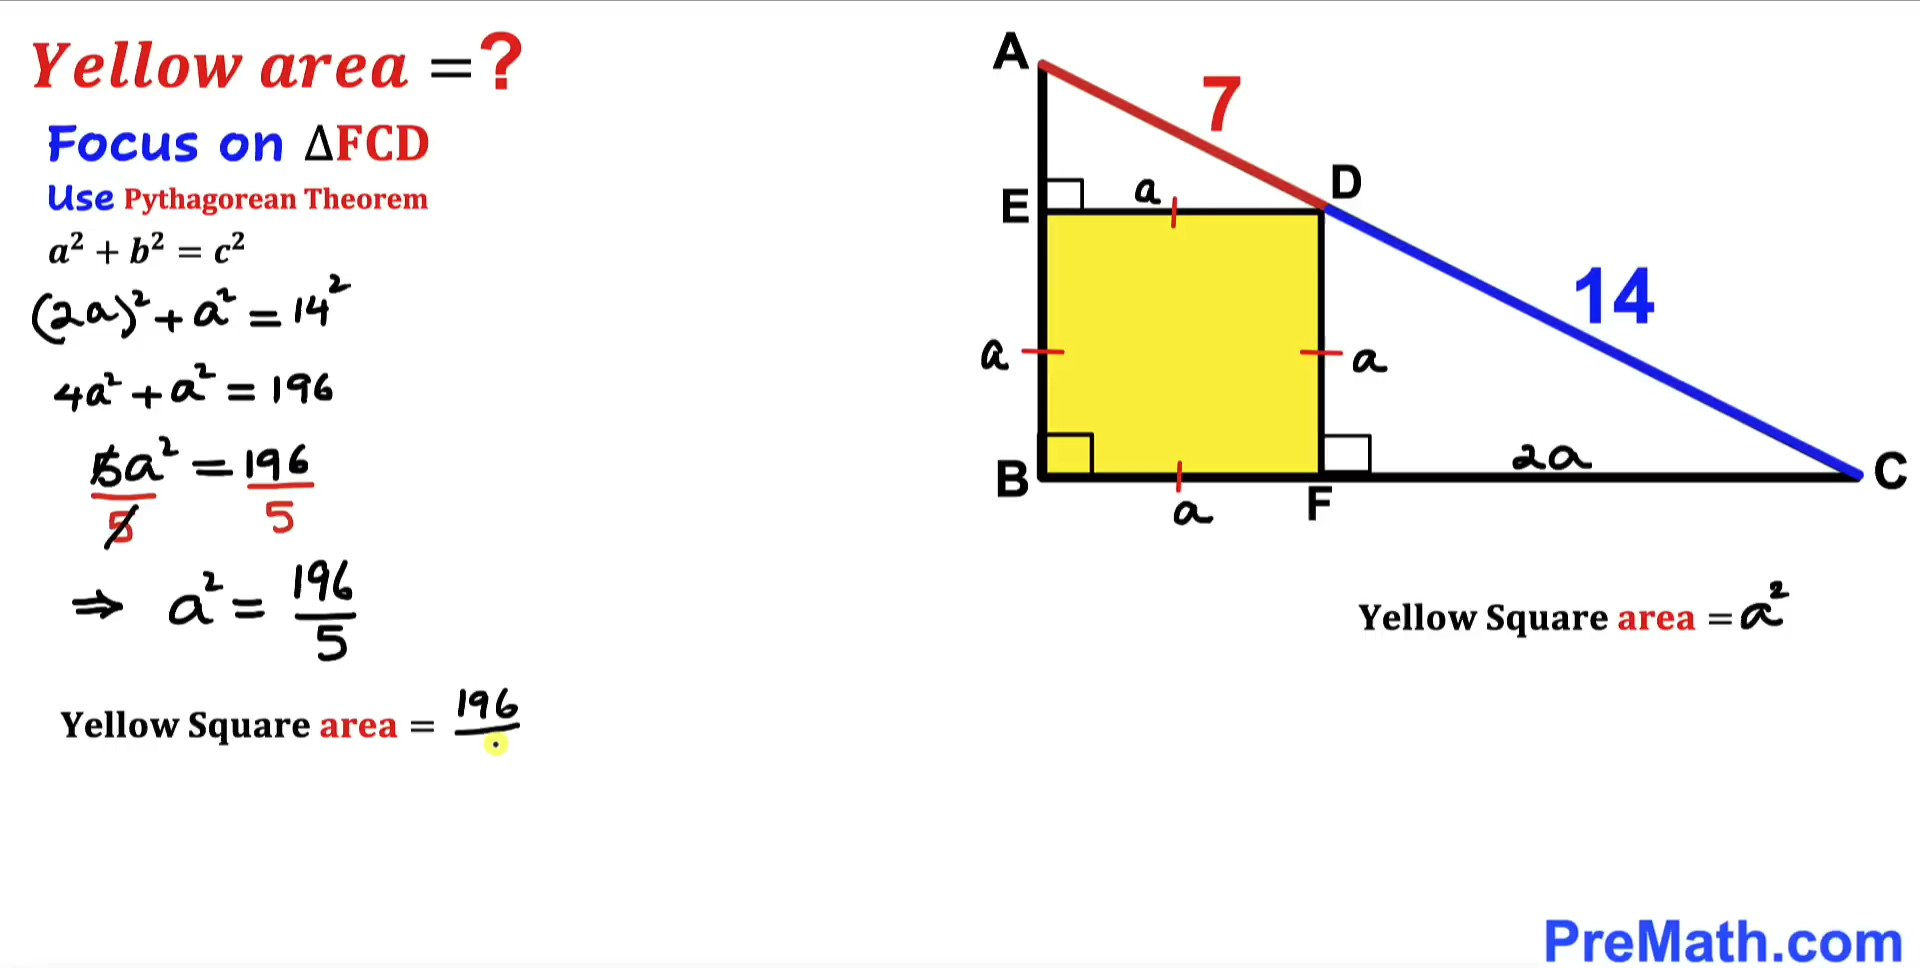 Yellow area = ?
Focus on ΔFCD
Use Pythagorean Theorem
a² + b² = c²
(2a)² + a² = 14²
4a² + a² = 196
5a² = 196
5 5
⇒ a² = 196/5
Yellow Square area = 196
A
7
D
E
a
14
a
a
2a
B
F
C
a
Yellow Square area = a²
PreMath.com